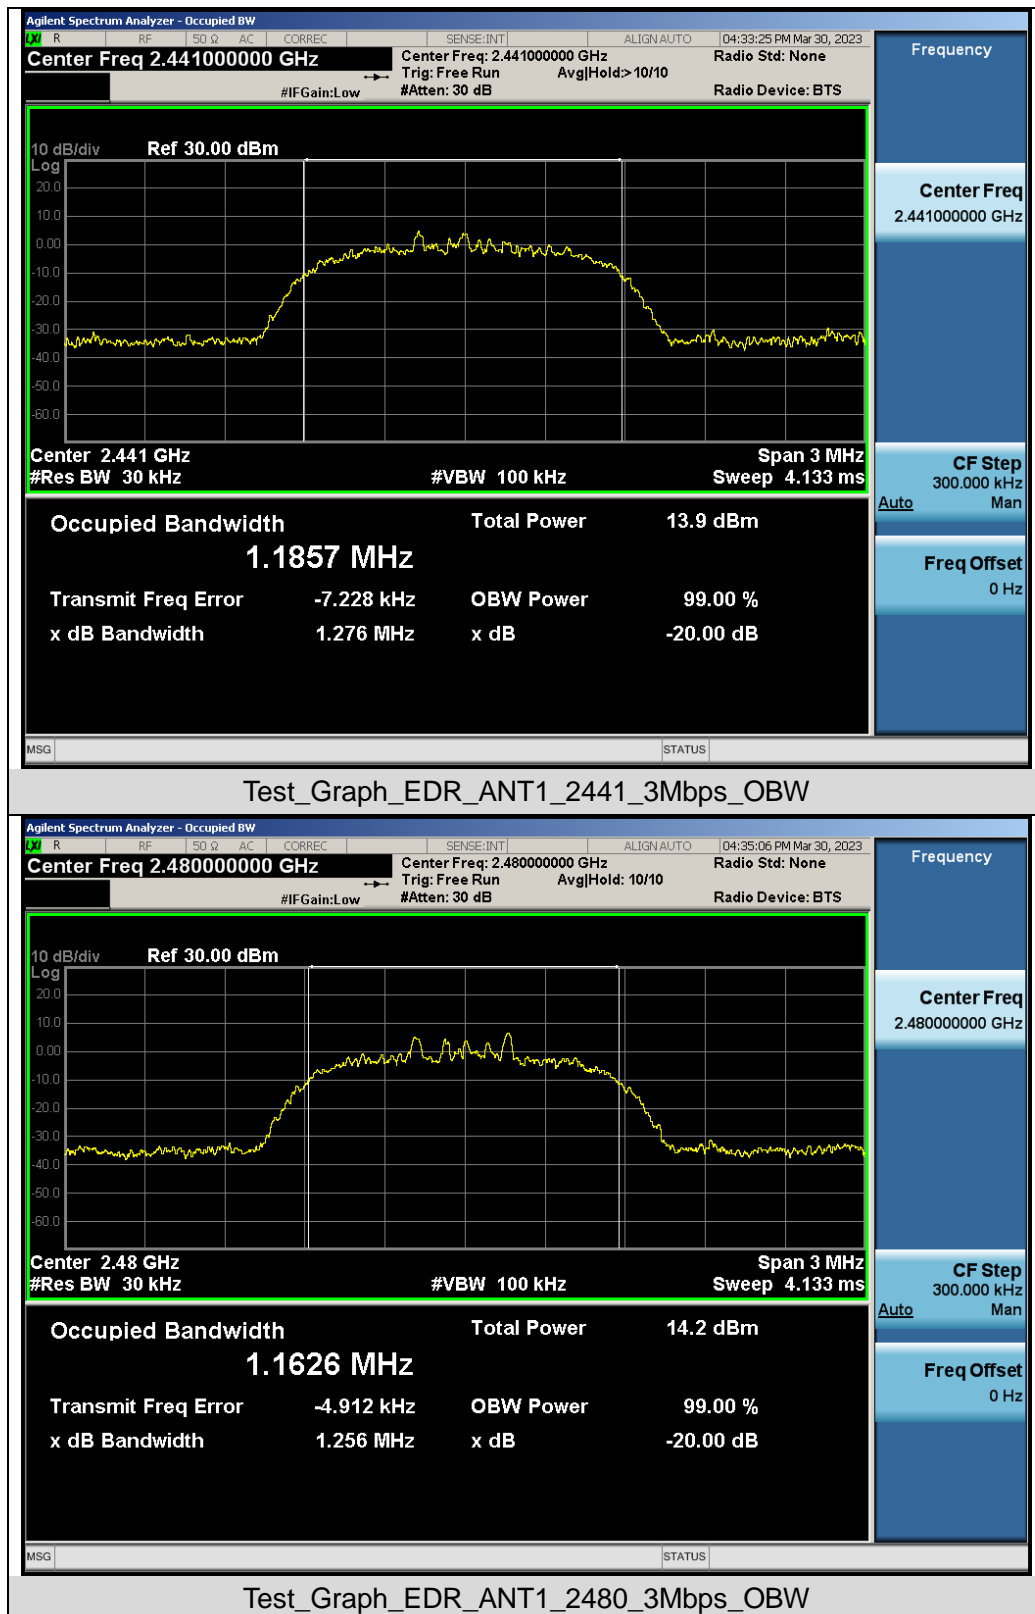 Agilent Spectrum Analyzer - Occupied BW
LXI R RF 50 Ω AC CORREC SENSE:INT ALIGN AUTO 04:33:25 PM Mar 30, 2023
Center Freq 2.441000000 GHz
Center Freq: 2.441000000 GHz
Radio Std: None
Trig: Free Run Avg|Hold:> 10/10
#IFGain:Low #Atten: 30 dB Radio Device: BTS
Frequency
10 dB/div Ref 30.00 dBm
Log
20.0
10.0
0.00
-10.0
-20.0
-30.0
-40.0
-50.0
-60.0
Center 2.441 GHz Span 3 MHz
#Res BW 30 kHz #VBW 100 kHz Sweep 4.133 ms
Center Freq
2.441000000 GHz
CF Step
300.000 kHz
Auto Man
Freq Offset
0 Hz
Occupied Bandwidth Total Power 13.9 dBm
1.1857 MHz
Transmit Freq Error -7.228 kHz OBW Power 99.00 %
x dB Bandwidth 1.276 MHz x dB -20.00 dB
MSG STATUS
Test_Graph_EDR_ANT1_2441_3Mbps_OBW
Agilent Spectrum Analyzer - Occupied BW
LXI R RF 50 Ω AC CORREC SENSE:INT ALIGN AUTO 04:35:06 PM Mar 30, 2023
Center Freq 2.480000000 GHz
Center Freq: 2.480000000 GHz
Radio Std: None
Trig: Free Run Avg|Hold: 10/10
#IFGain:Low #Atten: 30 dB Radio Device: BTS
Frequency
10 dB/div Ref 30.00 dBm
Log
20.0
10.0
0.00
-10.0
-20.0
-30.0
-40.0
-50.0
-60.0
Center 2.48 GHz Span 3 MHz
#Res BW 30 kHz #VBW 100 kHz Sweep 4.133 ms
Center Freq
2.480000000 GHz
CF Step
300.000 kHz
Auto Man
Freq Offset
0 Hz
Occupied Bandwidth Total Power 14.2 dBm
1.1626 MHz
Transmit Freq Error -4.912 kHz OBW Power 99.00 %
x dB Bandwidth 1.256 MHz x dB -20.00 dB
MSG STATUS
Test_Graph_EDR_ANT1_2480_3Mbps_OBW